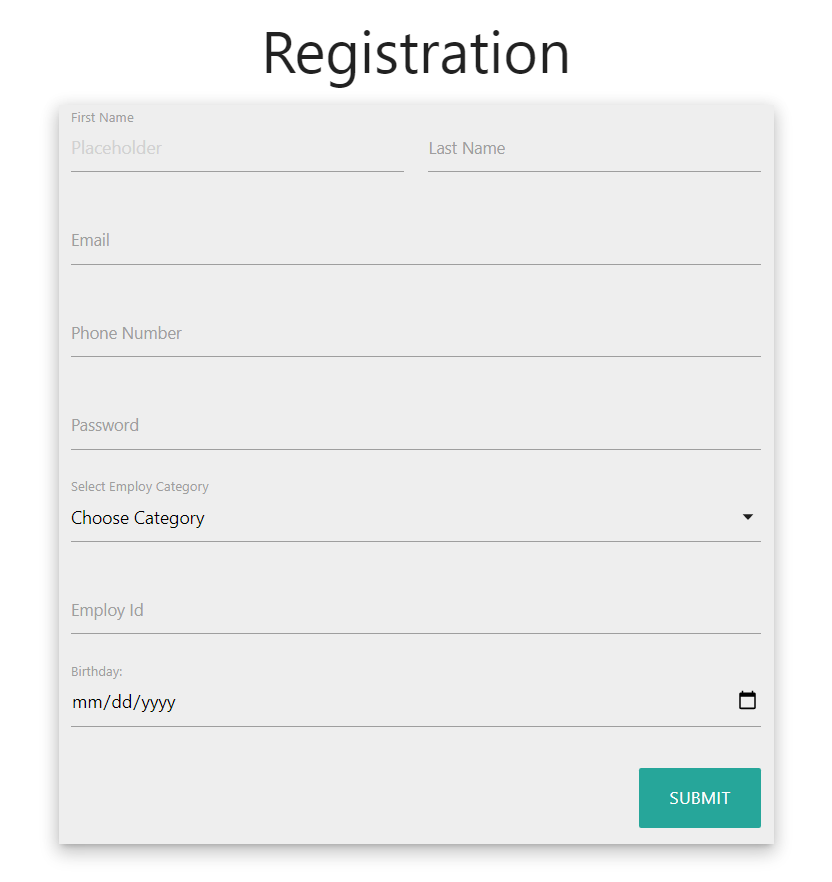 Registration
First Name
Placeholder
Last Name
Email
Phone Number
Password
Select Employ Category
Choose Category
Employ Id
Birthday:
mm/dd/yyyy
SUBMIT